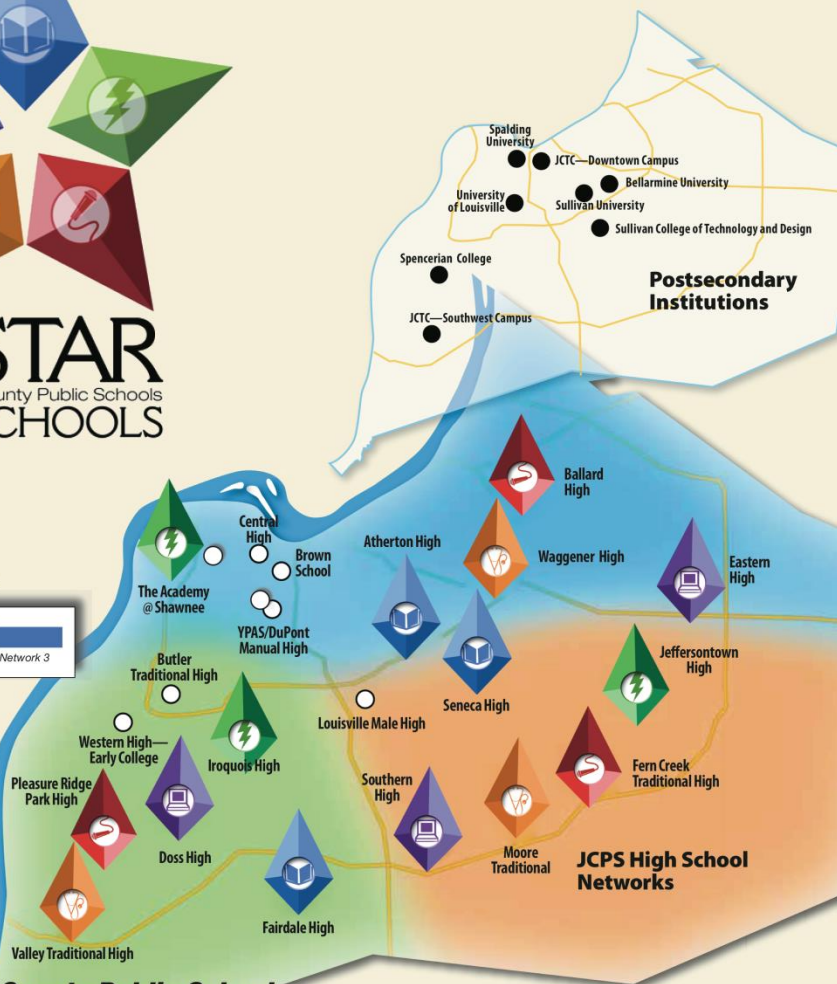 STAR
unty Public Schools
CHOOLS
Spalding
University
JCTC—Downtown Campus
Bellarmine University
University
of Louisville
Sullivan University
Sullivan College of Technology and Design
Spencerian College
Postsecondary
Institutions
JCTC—Southwest Campus
Ballard
High
Central
High
Atherton High
Brown
School
Waggener High
Eastern
High
The Academy
@ Shawnee
YPAS/DuPont
Manual High
Network 3
Butler
Traditional High
Jeffersontown
High
Seneca High
Louisville Male High
Western High—
Early College
Iroquois High
Pleasure Ridge
Park High
Southern
High
Fern Creek
Traditional High
Doss High
Moore
Traditional
JCPS High School
Networks
Fairdale High
Valley Traditional High